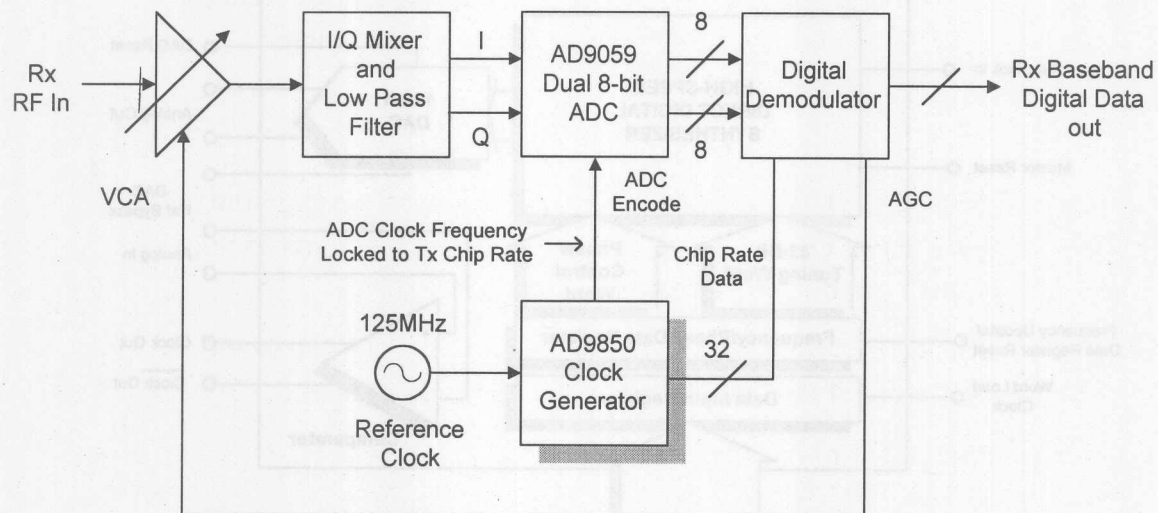 Rx
RF In
VCA
I/Q Mixer
and
Low Pass
Filter
I
Q
AD9059
Dual 8-bit
ADC
8
8
Digital
Demodulator
Rx Baseband
Digital Data
out
ADC
Encode
AGC
ADC Clock Frequency
Locked to Tx Chip Rate
Chip Rate
Data
125MHz
Reference
Clock
AD9850
Clock
Generator
32